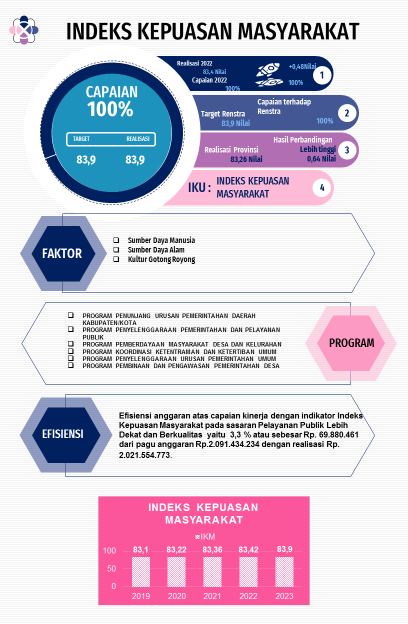 INDEKS KEPUASAN MASYARAKAT
CAPAIAN
100%
TARGET
REALISASI
83,9
83,9
Realisasi 2022
83,4 Nilai
Capaian 2022
100%
+0,48Nilai
100%
1
Target Renstra
83,9 Nilai
Capaian terhadap
Renstra
100%
2
Realisasi Provinsi
83,26 Nilai
Hasil Perbandingan
Lebih tinggi
0,64 Nilai
3
IKU :
INDEKS KEPUASAN
MASYARAKAT
4
FAKTOR
Sumber Daya Manusia
Sumber Daya Alam
Kultur Gotong Royong
PROGRAM PENUNJANG URUSAN PEMERINTAHAN DAERAH
KABUPATEN/KOTA
PROGRAM PENYELENGGARAAN PEMERINTAHAN DAN PELAYANAN
PUBLIK
PROGRAM PEMBERDAYAAN MASYARAKAT DESA DAN KELURAHAN
PROGRAM KOORDINASI KETENTRAMAN DAN KETERTIBAN UMUM
PROGRAM PENYELENGGARAAN URUSAN PEMERINTAHAN UMUM
PROGRAM PEMBINAAN DAN PENGAWASAN PEMERINTAHAN DESA
PROGRAM
EFISIENSI
Efisiensi anggaran atas capaian kinerja dengan indikator Indeks
Kepuasan Masyarakat pada sasaran Pelayanan Publik Lebih
Dekat dan Berkualitas yaitu 3,3 % atau sebesar Rp. 69.880.461
dari pagu anggaran Rp.2.091.434.234 dengan realisasi Rp.
2.021.554.773.
INDEKS KEPUASAN
MASYARAKAT
IKM
100
50
0
83,1
83,22
83,36
83,42
83,9
2019
2020
2021
2022
2023